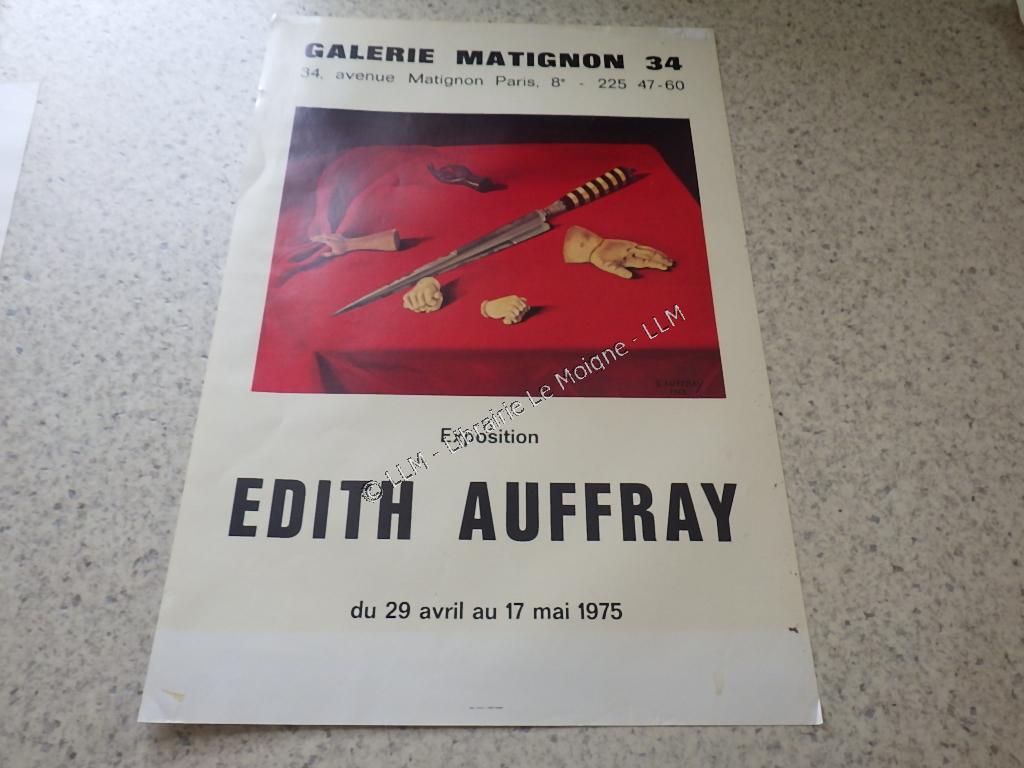 GALERIE MATIGNON 34
34, avenue Matignon Paris, 8e - 225 47-60
E. AUFFRAY
Exposition
EDITH AUFFRAY
du 29 avril au 17 mai 1975
© LLM - Librairie Le Moigne - LLM